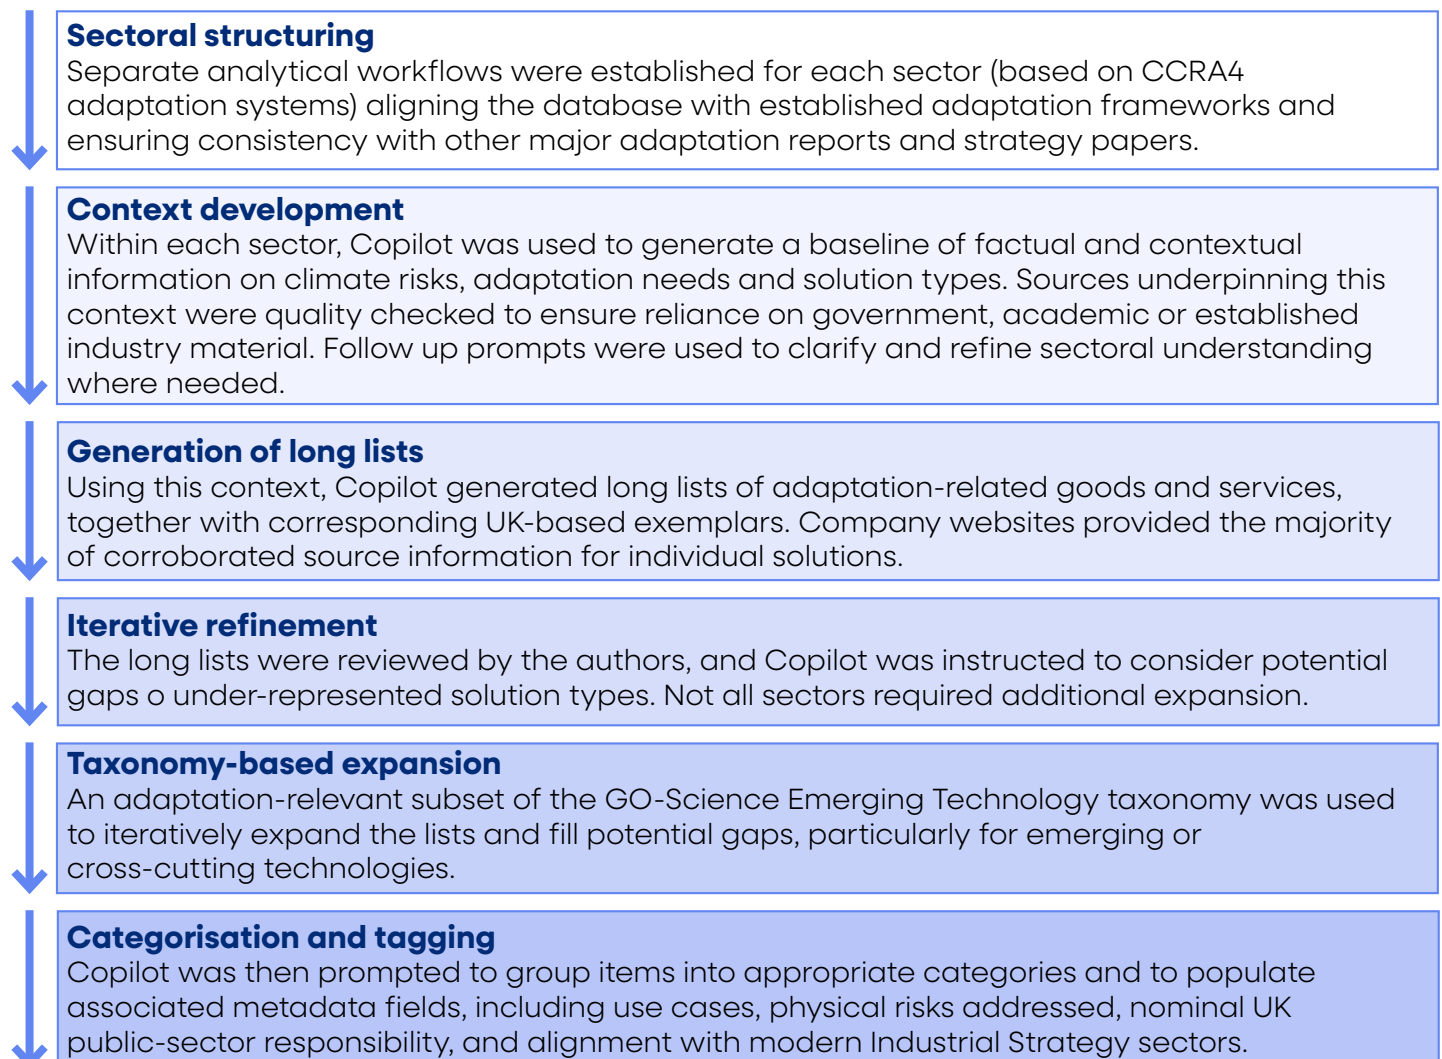 Sectoral structuring
Separate analytical workflows were established for each sector (based on CCRA4
adaptation systems) aligning the database with established adaptation frameworks and
ensuring consistency with other major adaptation reports and strategy papers.
Context development
Within each sector, Copilot was used to generate a baseline of factual and contextual
information on climate risks, adaptation needs and solution types. Sources underpinning this
context were quality checked to ensure reliance on government, academic or established
industry material. Follow up prompts were used to clarify and refine sectoral understanding
where needed.
Generation of long lists
Using this context, Copilot generated long lists of adaptation-related goods and services,
together with corresponding UK-based exemplars. Company websites provided the majority
of corroborated source information for individual solutions.
Iterative refinement
The long lists were reviewed by the authors, and Copilot was instructed to consider potential
gaps o under-represented solution types. Not all sectors required additional expansion.
Taxonomy-based expansion
An adaptation-relevant subset of the GO-Science Emerging Technology taxonomy was used
to iteratively expand the lists and fill potential gaps, particularly for emerging or
cross-cutting technologies.
Categorisation and tagging
Copilot was then prompted to group items into appropriate categories and to populate
associated metadata fields, including use cases, physical risks addressed, nominal UK
public-sector responsibility, and alignment with modern Industrial Strategy sectors.